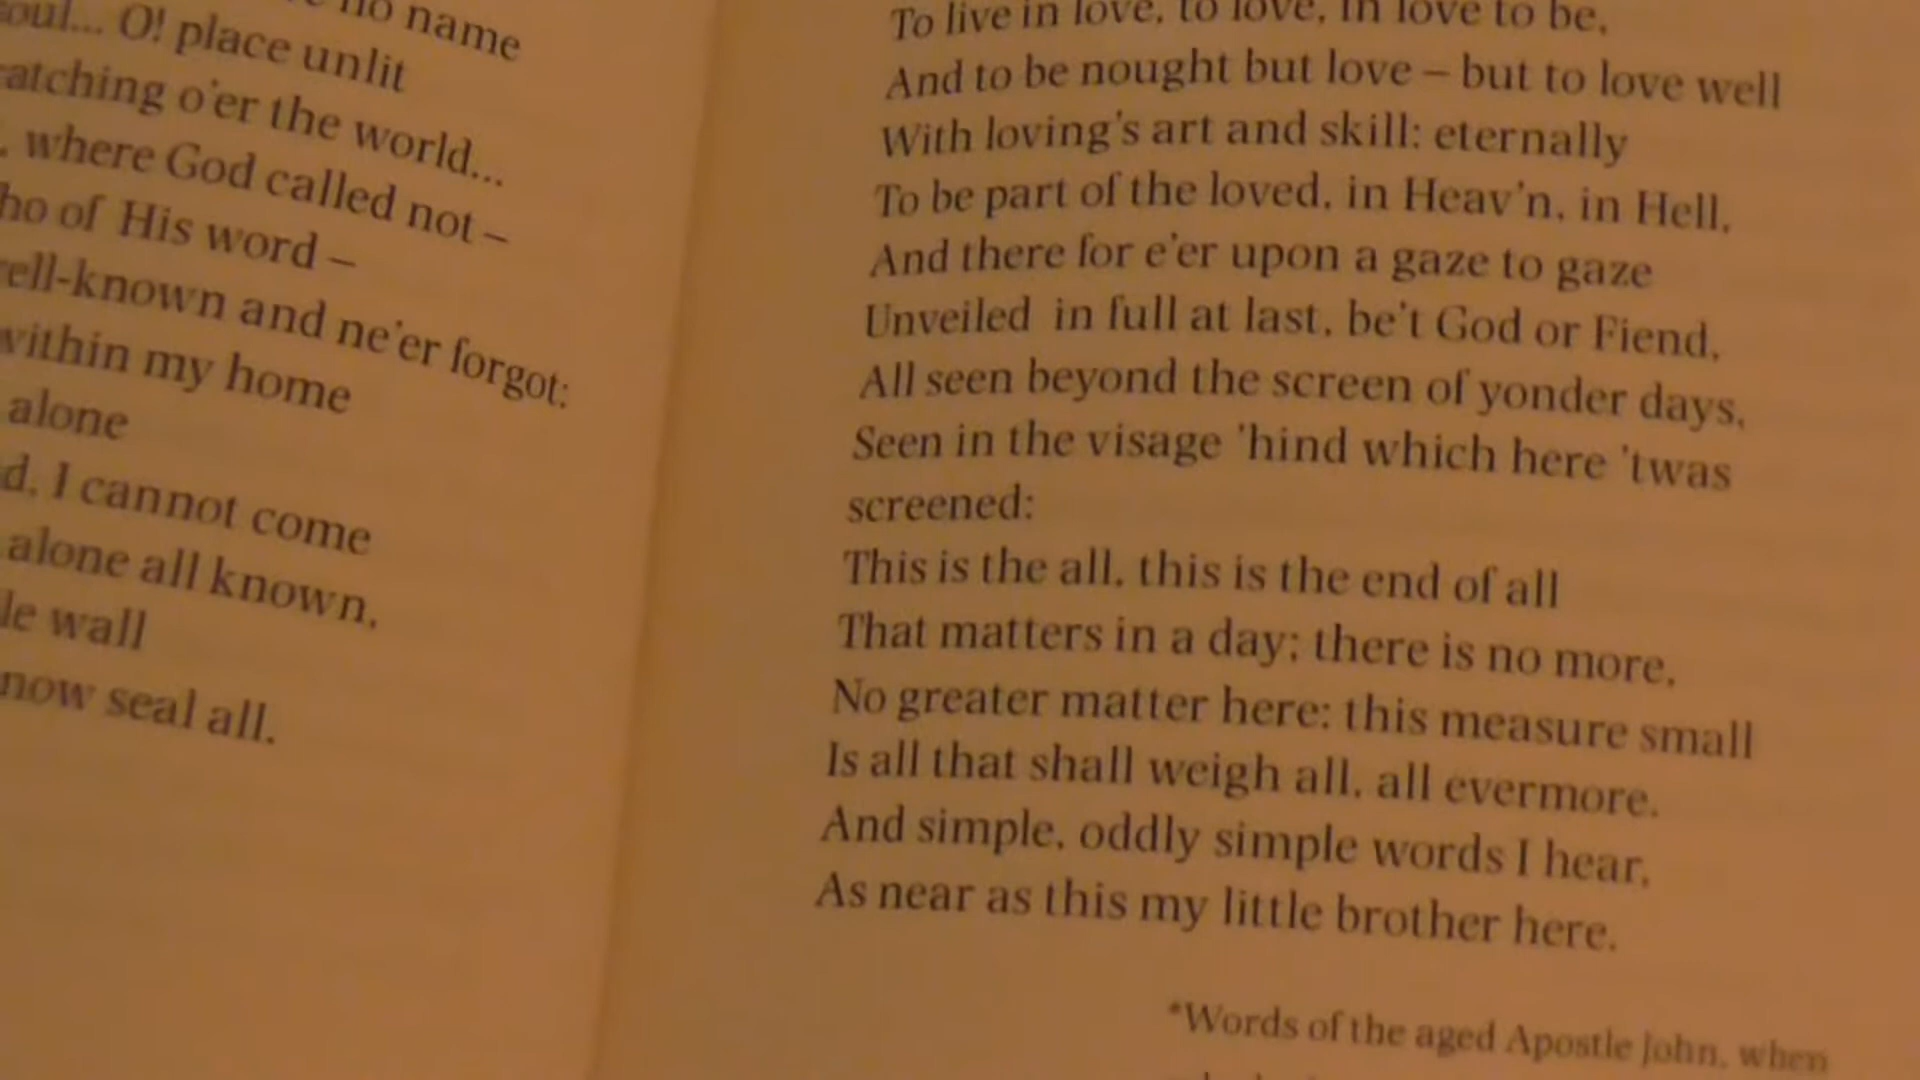 no name
O! place unlit
o'er the world...
where God called not –
of His word –
and ne'er forgot:
within my home
alone
I cannot come
alone all known,
wall
now seal all.
To live in love, to love, in love to be,
And to be nought but love – but to love well
With loving's art and skill: eternally
To be part of the loved, in Heav'n, in Hell,
And there for e'er upon a gaze to gaze
Unveiled in full at last, be't God or Fiend,
All seen beyond the screen of yonder days,
Seen in the visage 'hind which here 'twas
screened:
This is the all, this is the end of all
That matters in a day; there is no more,
No greater matter here: this measure small
Is all that shall weigh all, all evermore.
And simple, oddly simple words I hear,
As near as this my little brother here.
*Words of the aged Apostle John, when